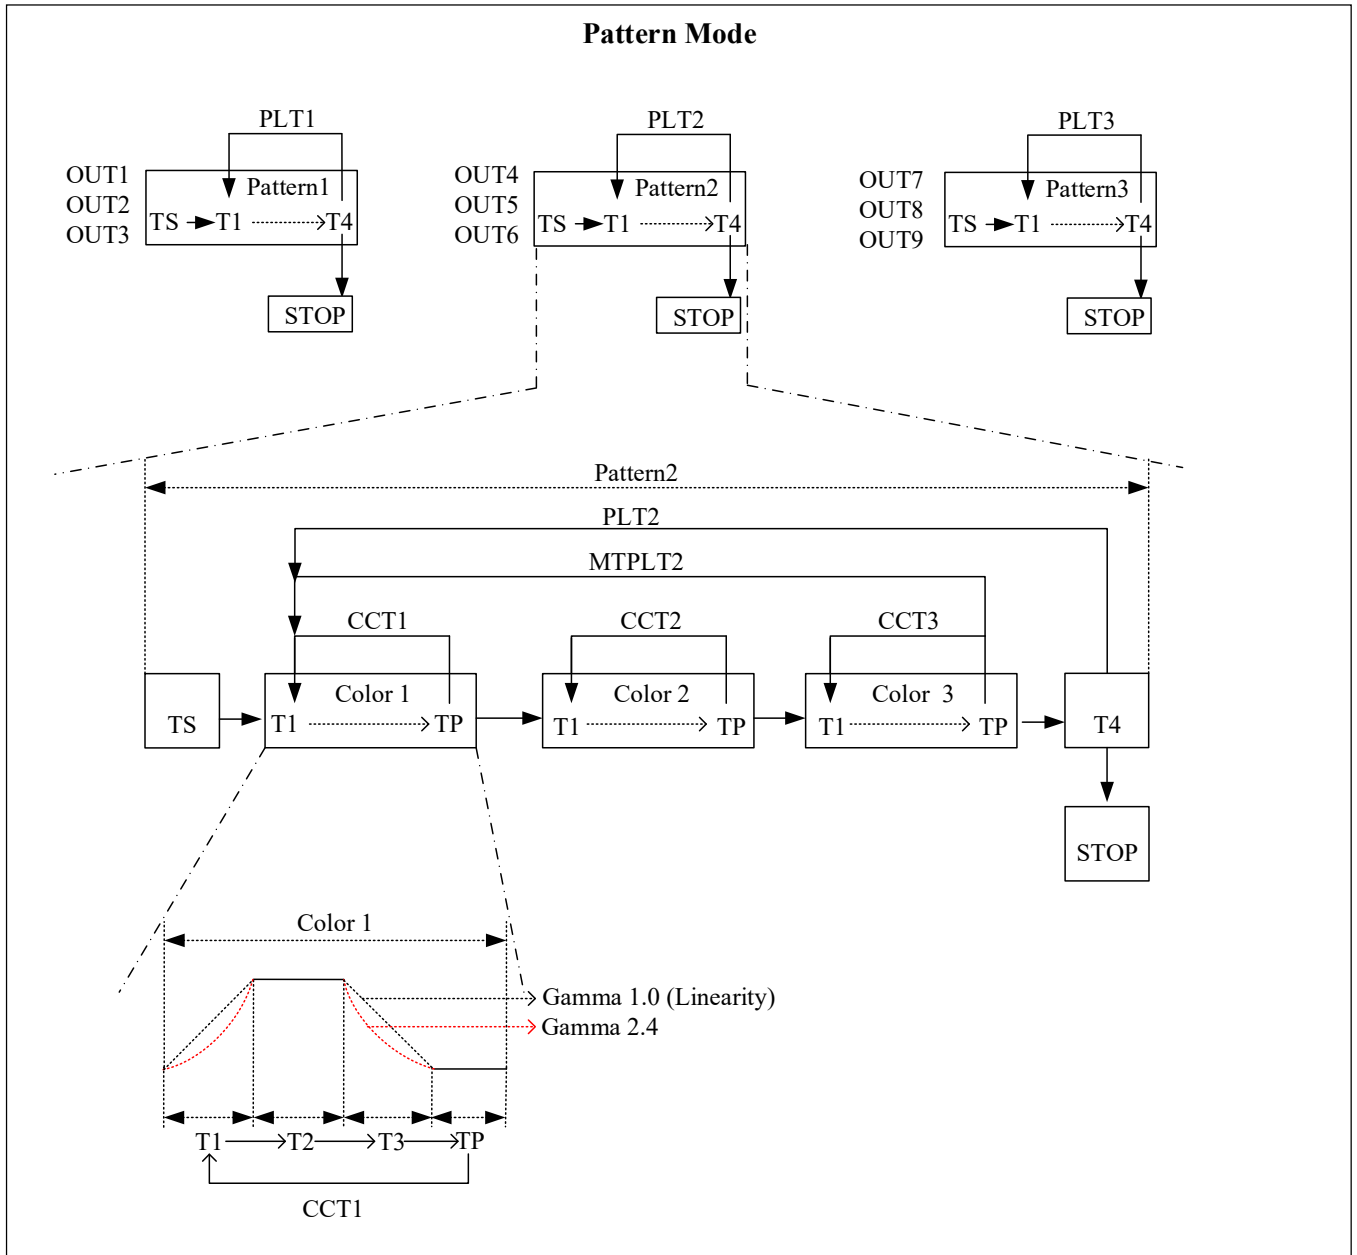 Pattern Mode
PLT1
OUT1
OUT2
OUT3
Pattern1
TS T1 T4
STOP
PLT2
OUT4
OUT5
OUT6
Pattern2
TS T1 T4
STOP
PLT3
OUT7
OUT8
OUT9
Pattern3
TS T1 T4
STOP
Pattern2
PLT2
MTPLT2
CCT1 CCT2 CCT3
TS
Color 1
T1 TP
Color 2
T1 TP
Color 3
T1 TP
T4
STOP
Color 1
Gamma 1.0 (Linearity)
Gamma 2.4
T1 T2 T3 TP
CCT1